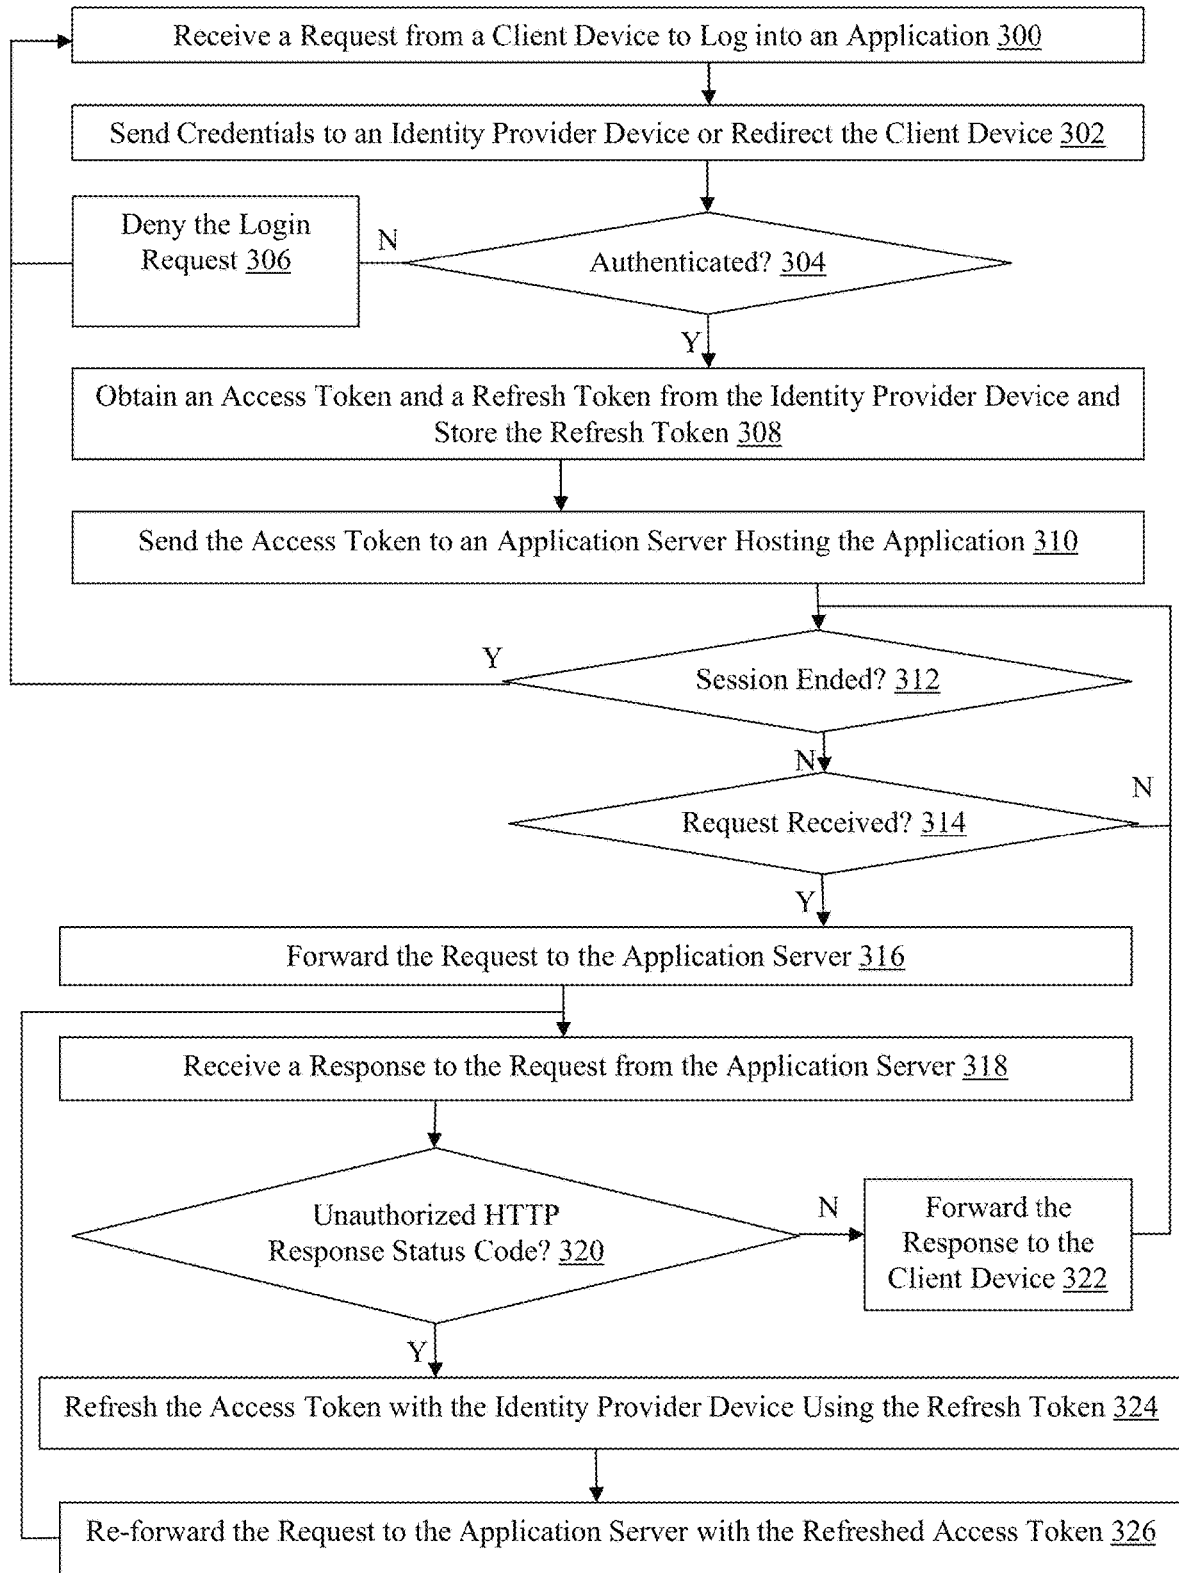 Receive a Request from a Client Device to Log into an Application 300
Send Credentials to an Identity Provider Device or Redirect the Client Device 302
Deny the Login
Request 306
N
Authenticated? 304
Y
Obtain an Access Token and a Refresh Token from the Identity Provider Device and
Store the Refresh Token 308
Send the Access Token to an Application Server Hosting the Application 310
Y
Session Ended? 312
N
Request Received? 314
N
Y
Forward the Request to the Application Server 316
Receive a Response to the Request from the Application Server 318
Unauthorized HTTP
Response Status Code? 320
N
Forward the
Response to the
Client Device 322
Y
Refresh the Access Token with the Identity Provider Device Using the Refresh Token 324
Re-forward the Request to the Application Server with the Refreshed Access Token 326